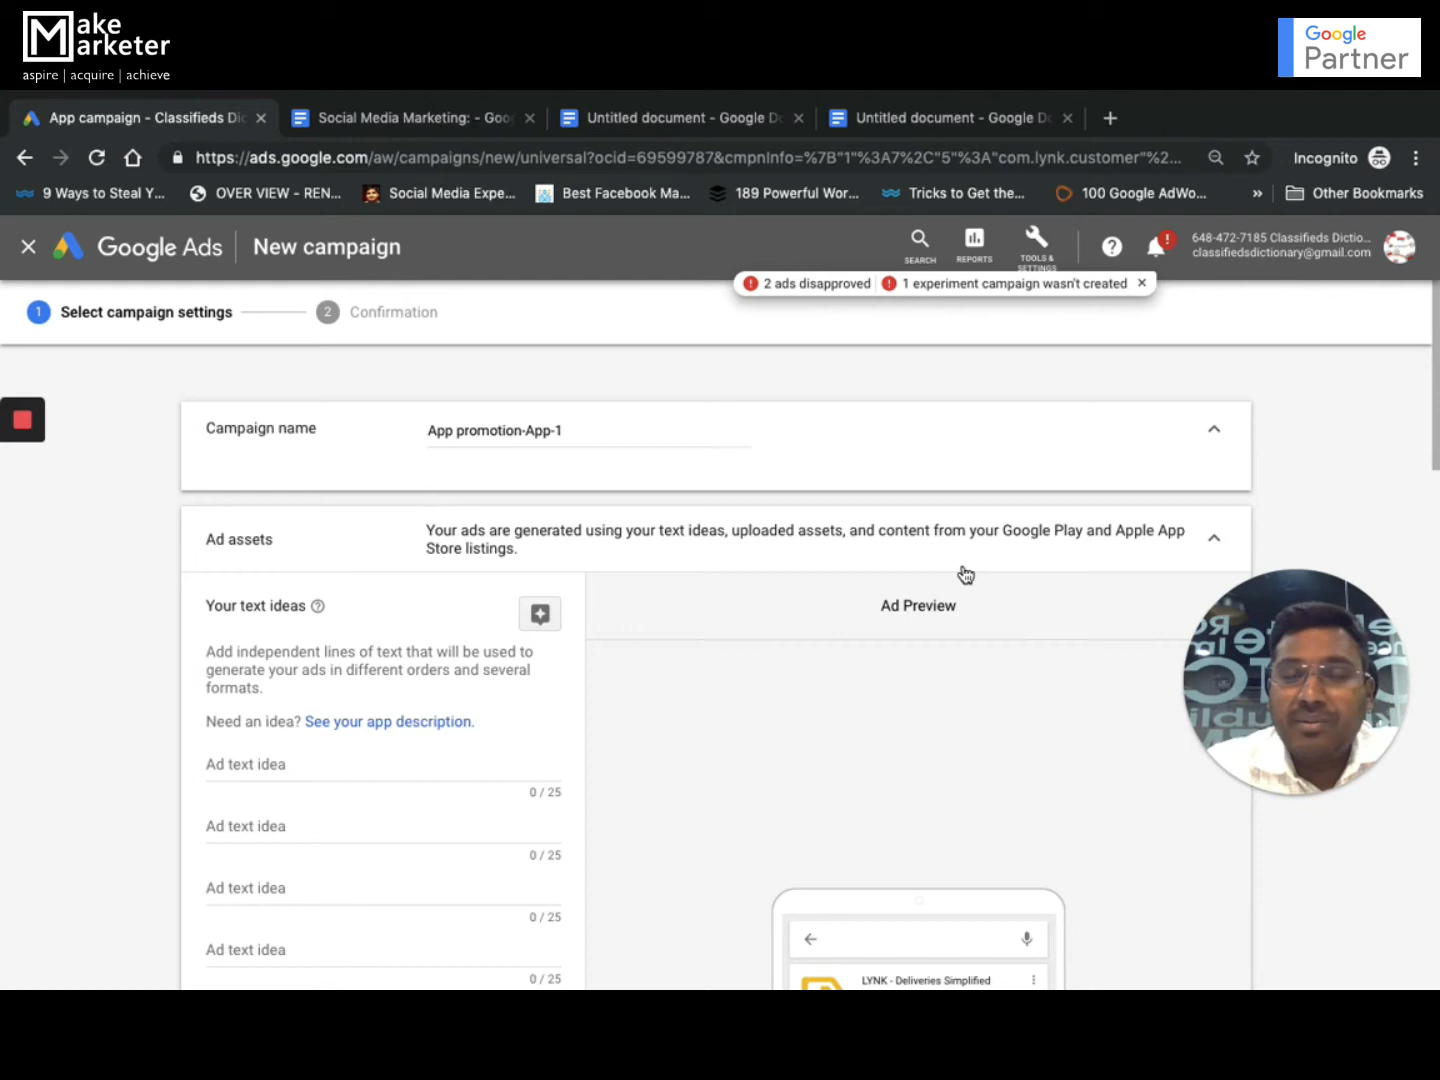 Make
Marketer
aspire | acquire | achieve
Google
Partner
App campaign - Classifieds Dic
Social Media Marketing: - Goo
Untitled document - Google Do
Untitled document - Google Do
https://ads.google.com/aw/campaigns/new/universal?ocid=69599787&cmpnInfo=%7B"1"%3A7%2C"5"%3A"com.lynk.customer"%2...
Incognito
9 Ways to Steal Y...
OVER VIEW - REN...
Social Media Expe...
Best Facebook Ma...
189 Powerful Wor...
Tricks to Get the...
100 Google AdWo...
»
Other Bookmarks
Google Ads
New campaign
SEARCH
REPORTS
TOOLS &
SETTINGS
648-472-7185 Classifieds Dictio...
classifiedsdictionary@gmail.com
2 ads disapproved
1 experiment campaign wasn't created
1 Select campaign settings
2 Confirmation
Campaign name
App promotion-App-1
Ad assets
Your ads are generated using your text ideas, uploaded assets, and content from your Google Play and Apple App
Store listings.
Your text ideas
Ad Preview
Add independent lines of text that will be used to
generate your ads in different orders and several
formats.
Need an idea? See your app description.
Ad text idea
0 / 25
Ad text idea
0 / 25
Ad text idea
0 / 25
Ad text idea
0 / 25
LYNK - Deliveries Simplified